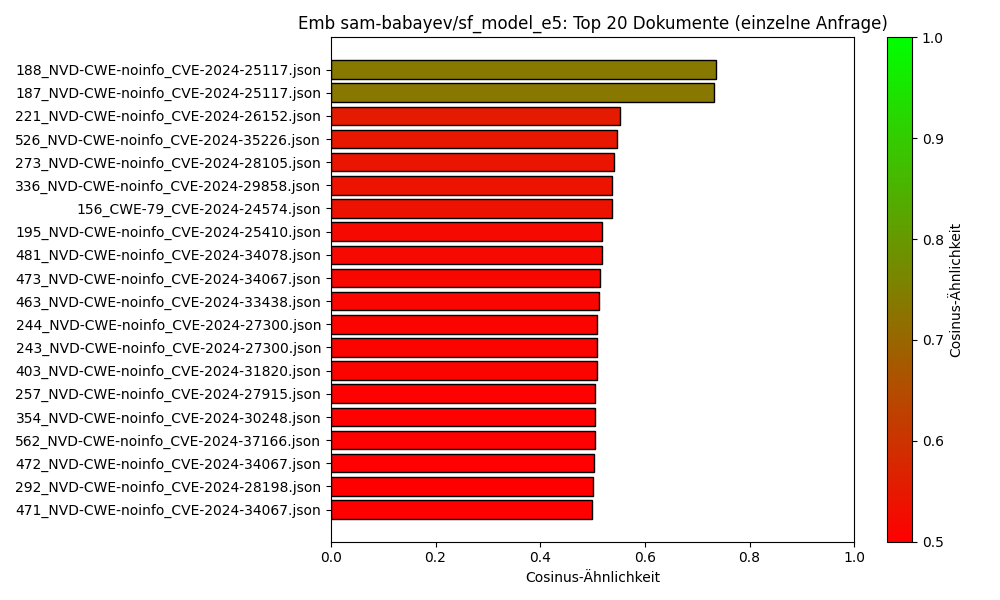 Emb sam-babayev/sf_model_e5: Top 20 Dokumente (einzelne Anfrage)
188_NVD-CWE-noinfo_CVE-2024-25117.json
187_NVD-CWE-noinfo_CVE-2024-25117.json
221_NVD-CWE-noinfo_CVE-2024-26152.json
526_NVD-CWE-noinfo_CVE-2024-35226.json
273_NVD-CWE-noinfo_CVE-2024-28105.json
336_NVD-CWE-noinfo_CVE-2024-29858.json
156_CWE-79_CVE-2024-24574.json
195_NVD-CWE-noinfo_CVE-2024-25410.json
481_NVD-CWE-noinfo_CVE-2024-34078.json
473_NVD-CWE-noinfo_CVE-2024-34067.json
463_NVD-CWE-noinfo_CVE-2024-33438.json
244_NVD-CWE-noinfo_CVE-2024-27300.json
243_NVD-CWE-noinfo_CVE-2024-27300.json
403_NVD-CWE-noinfo_CVE-2024-31820.json
257_NVD-CWE-noinfo_CVE-2024-27915.json
354_NVD-CWE-noinfo_CVE-2024-30248.json
562_NVD-CWE-noinfo_CVE-2024-37166.json
472_NVD-CWE-noinfo_CVE-2024-34067.json
292_NVD-CWE-noinfo_CVE-2024-28198.json
471_NVD-CWE-noinfo_CVE-2024-34067.json
0.0 0.2 0.4 0.6 0.8 1.0
Cosinus-Ähnlichkeit
1.0
0.9
0.8
0.7
0.6
0.5
Cosinus-Ähnlichkeit